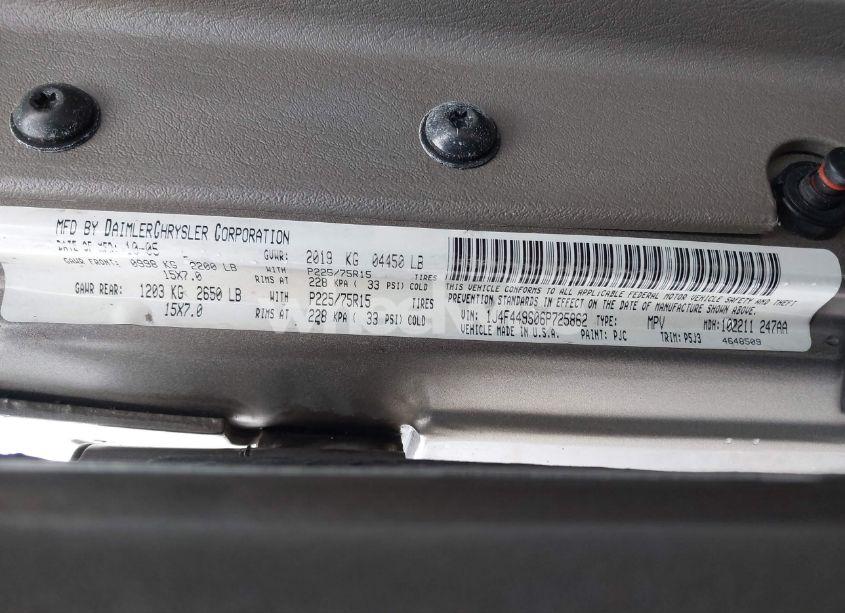 MFD BY DAIMLERCHRYSLER CORPORATION
DATE OF MFD: 10-05 GVWR: 2019 KG 04450 LB
GAWR FRONT: 0998 KG 2200 LB WITH P225/75R15 TIRES
15X7.0 RIMS AT 228 KPA ( 33 PSI) COLD
GAWR REAR: 1203 KG 2650 LB WITH P225/75R15 TIRES
15X7.0 RIMS AT 228 KPA ( 33 PSI) COLD
THIS VEHICLE CONFORMS TO ALL APPLICABLE FEDERAL MOTOR VEHICLE SAFETY AND THEFT
PREVENTION STANDARDS IN EFFECT ON THE DATE OF MANUFACTURE SHOWN ABOVE.
VIN: 1J4F449S06P725862 TYPE: MPV MDH: 102211 247AA
VEHICLE MADE IN U.S.A. PAINT: PJC TRIM: PSJ3 4648509